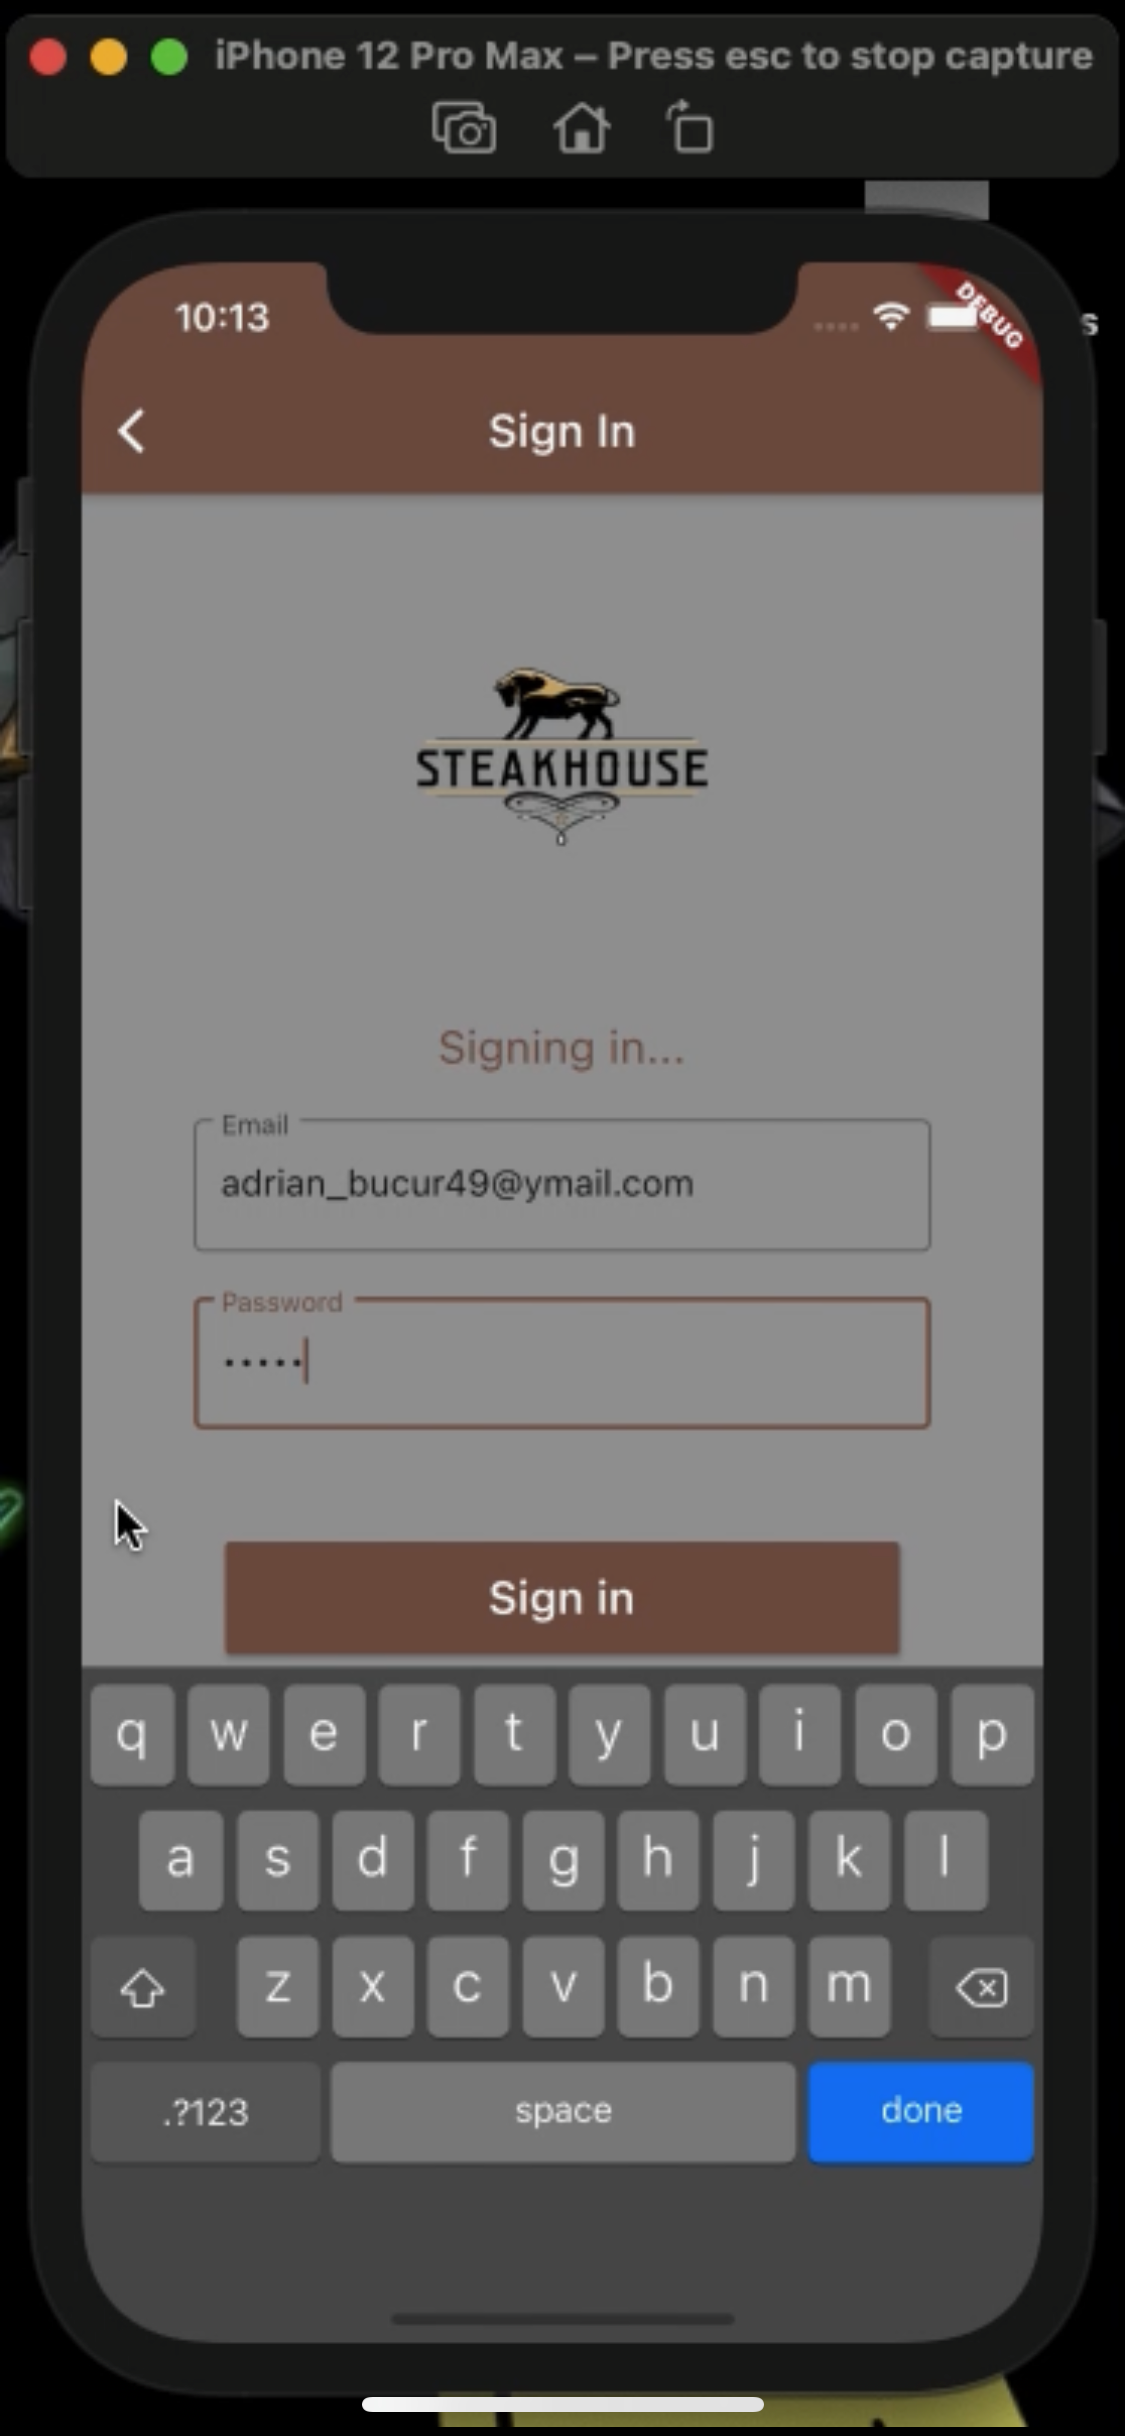 iPhone 12 Pro Max – Press esc to stop capture
10:13
DEBUG
s
Sign In
STEAKHOUSE
Signing in...
Email
adrian_bucur49@ymail.com
Password
•••••
Sign in
q w e r t y u i o p
a s d f g h j k l
z x c v b n m
.?123 space done